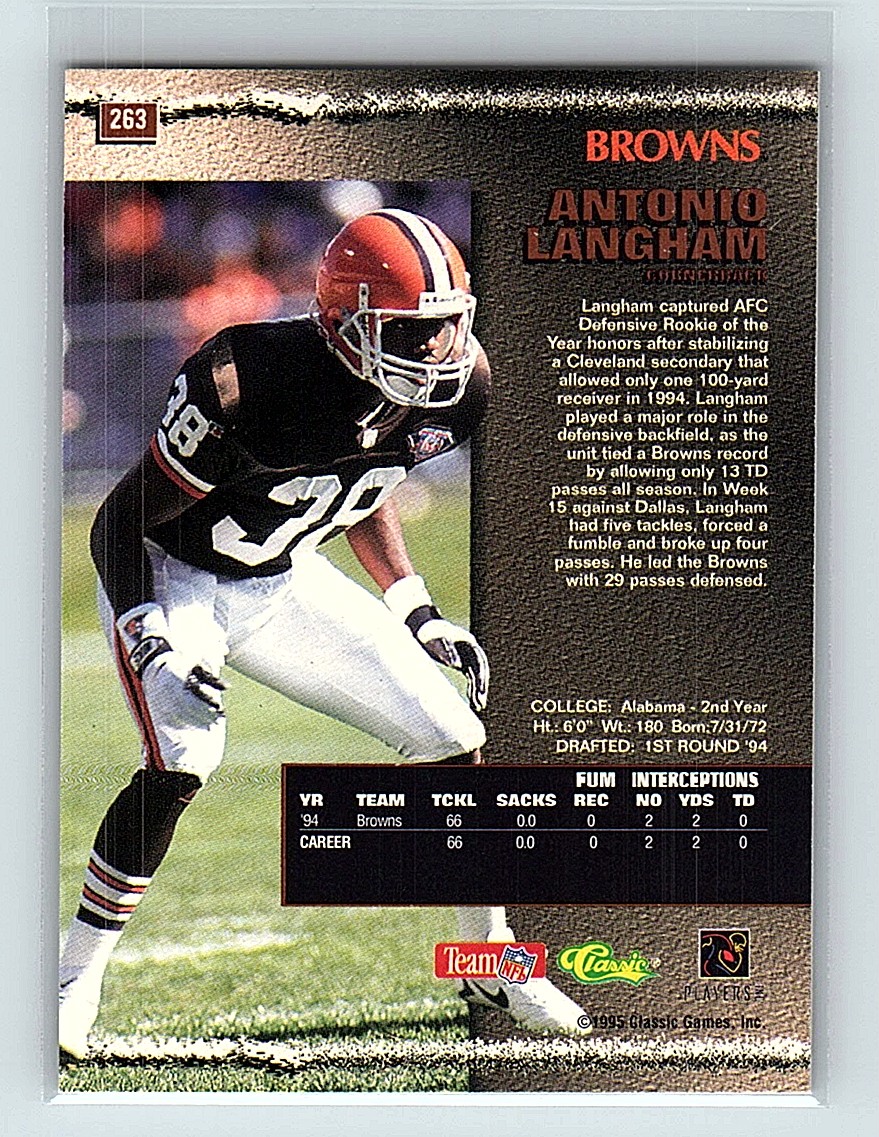 263
BROWNS
ANTONIO
LANGHAM
CORNERBACK
Langham captured AFC
Defensive Rookie of the
Year honors after stabilizing
a Cleveland secondary that
allowed only one 100-yard
receiver in 1994. Langham
played a major role in the
defensive backfield, as the
unit tied a Browns record
by allowing only 13 TD
passes all season. In Week
15 against Dallas, Langham
had five tackles, forced a
fumble and broke up four
passes. He led the Browns
with 29 passes defensed.
38
38
COLLEGE: Alabama - 2nd Year
Ht.: 6'0" Wt.: 180 Born:7/31/72
DRAFTED: 1ST ROUND '94
FUM INTERCEPTIONS
YR TEAM TCKL SACKS REC NO YDS TD
'94 Browns 66 0.0 0 2 2 0
CAREER 66 0.0 0 2 2 0
Team NFL Classic®
PLAYERS INC
©1995 Classic Games, Inc.